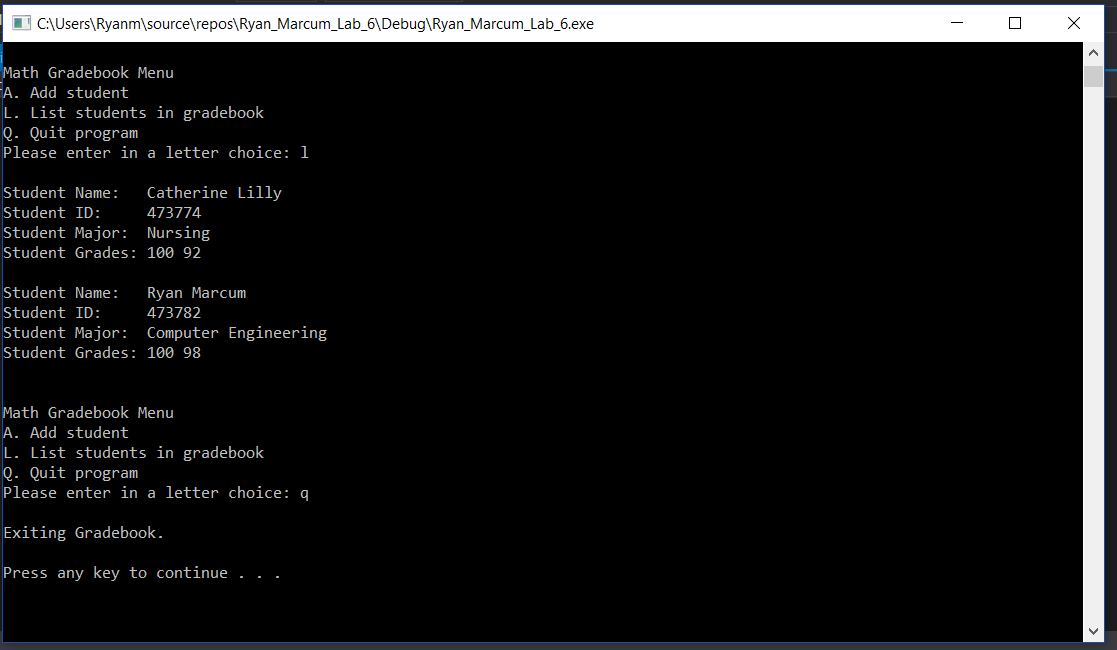 C:\Users\Ryanm\source\repos\Ryan_Marcum_Lab_6\Debug\Ryan_Marcum_Lab_6.exe
Math Gradebook Menu
A. Add student
L. List students in gradebook
Q. Quit program
Please enter in a letter choice: l
Student Name:   Catherine Lilly
Student ID:     473774
Student Major:  Nursing
Student Grades: 100 92
Student Name:   Ryan Marcum
Student ID:     473782
Student Major:  Computer Engineering
Student Grades: 100 98
Math Gradebook Menu
A. Add student
L. List students in gradebook
Q. Quit program
Please enter in a letter choice: q
Exiting Gradebook.
Press any key to continue . . .